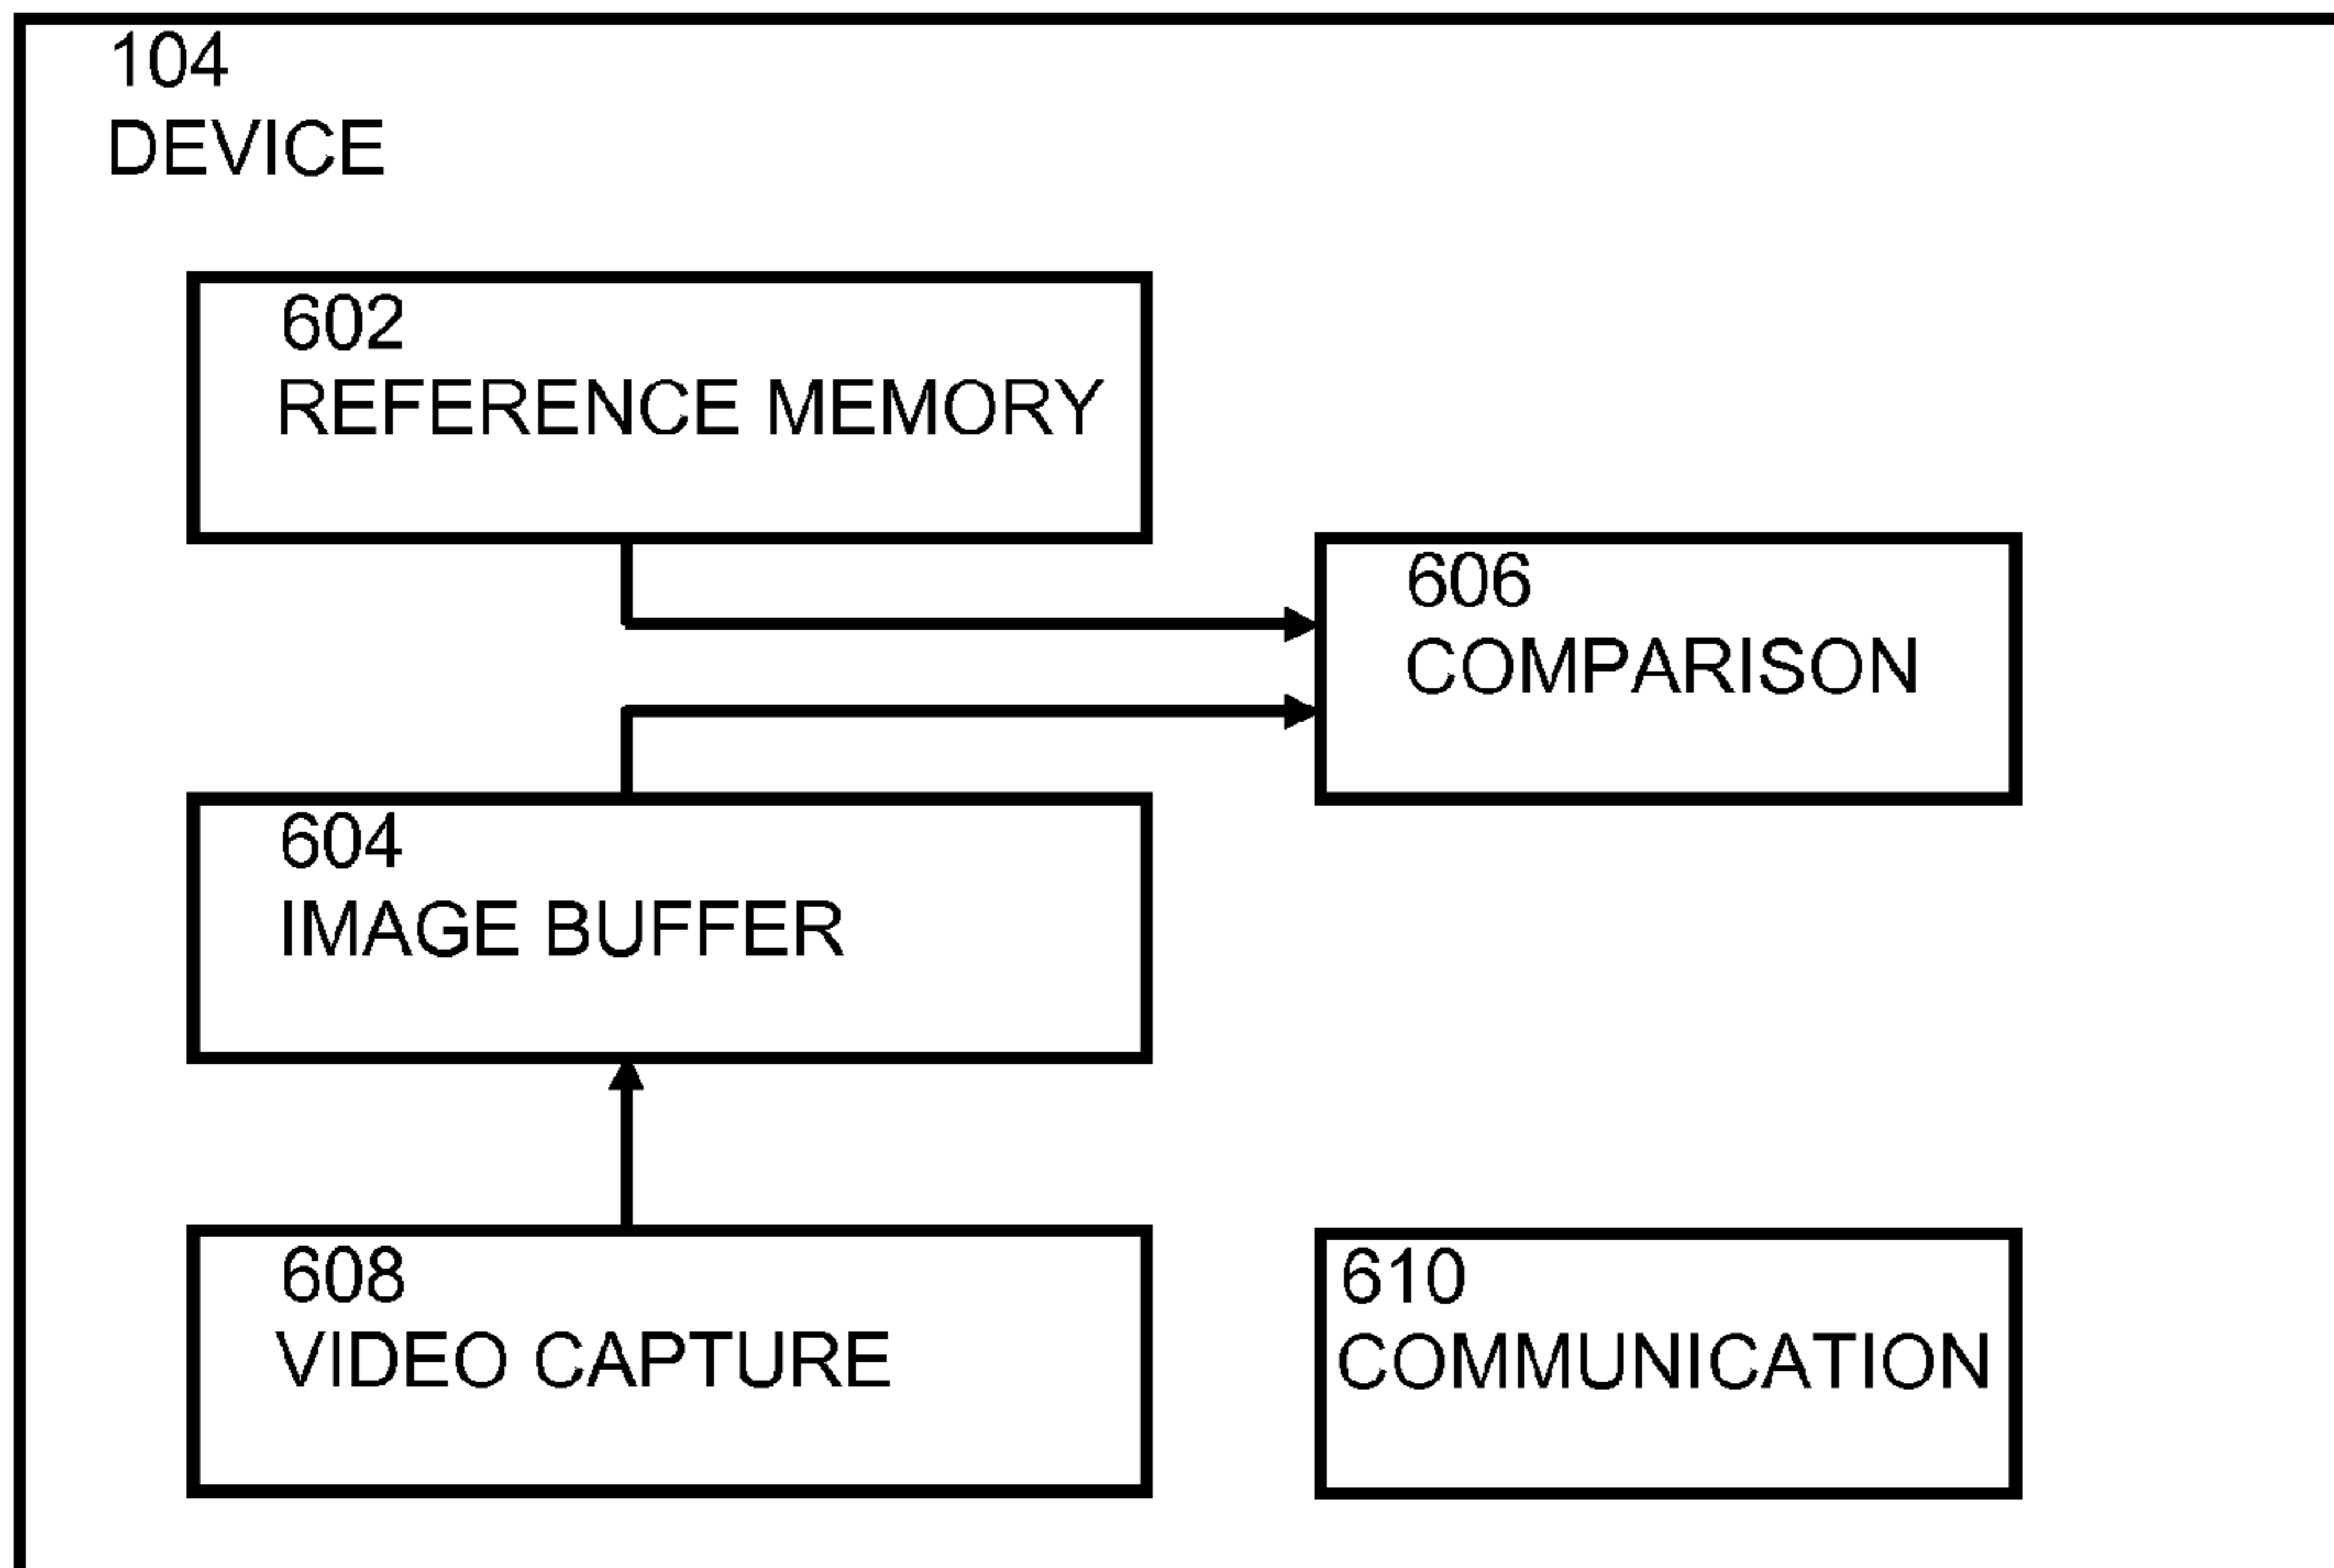 104
DEVICE
602
REFERENCE MEMORY
606
COMPARISON
604
IMAGE BUFFER
608
VIDEO CAPTURE
610
COMMUNICATION